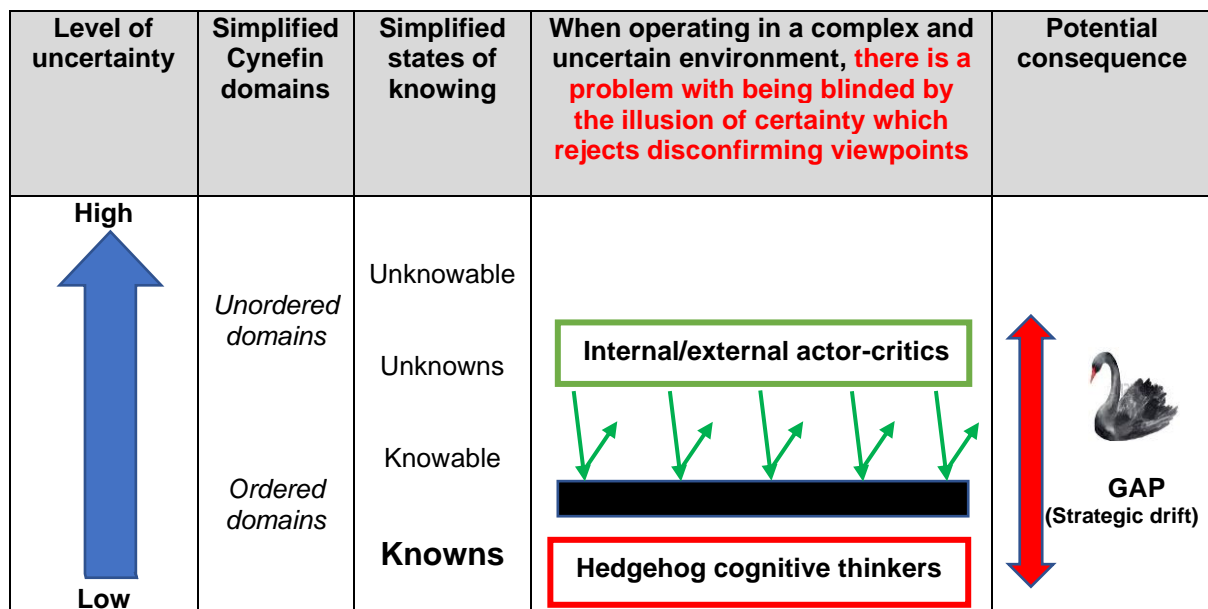 Level of
uncertainty
Simplified
Cynefin
domains
Simplified
states of
knowing
When operating in a complex and
uncertain environment, there is a
problem with being blinded by
the illusion of certainty which
rejects disconfirming viewpoints
Potential
consequence
High
Low
Unordered
domains
Ordered
domains
Unknowable
Unknowns
Knowable
Knowns
Internal/external actor-critics
Hedgehog cognitive thinkers
GAP
(Strategic drift)